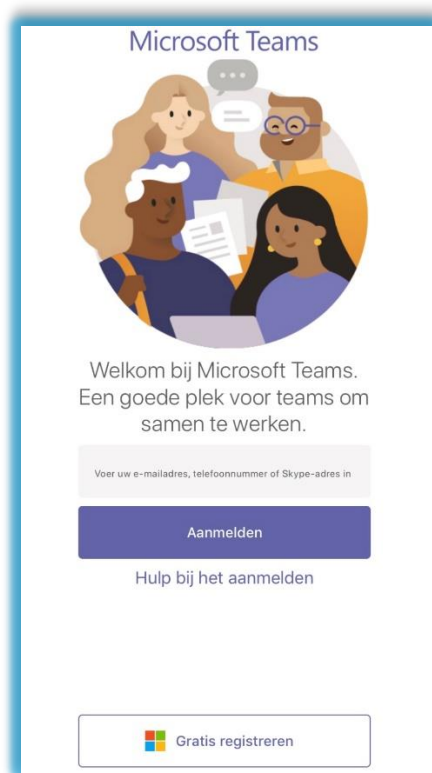 Microsoft Teams
Welkom bij Microsoft Teams.
Een goede plek voor teams om
samen te werken.
Voer uw e-mailadres, telefoonnummer of Skype-adres in
Aanmelden
Hulp bij het aanmelden
Gratis registreren